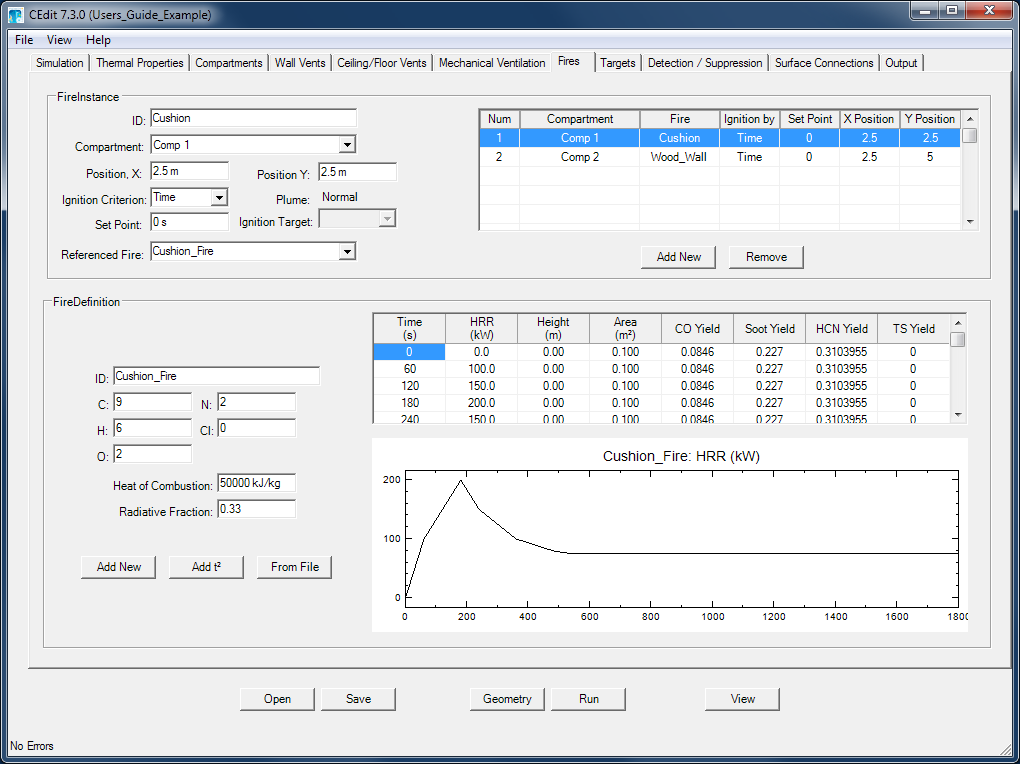 CEdit 7.3.0 (Users_Guide_Example)
File View Help
Simulation Thermal Properties Compartments Wall Vents Ceiling/Floor Vents Mechanical Ventilation Fires Targets Detection / Suppression Surface Connections Output
FireInstance
ID: Cushion
Compartment: Comp 1
Position, X: 2.5 m Position Y: 2.5 m
Ignition Criterion: Time Plume: Normal
Set Point: 0 s Ignition Target:
Referenced Fire: Cushion_Fire
Num Compartment Fire Ignition by Set Point X Position Y Position
1 Comp 1 Cushion Time 0 2.5 2.5
2 Comp 2 Wood_Wall Time 0 2.5 5
Add New Remove
FireDefinition
ID: Cushion_Fire
C: 9 N: 2
H: 6 Cl: 0
O: 2
Heat of Combustion: 50000 kJ/kg
Radiative Fraction: 0.33
Add New Add t² From File
Time HRR Height Area CO Yield Soot Yield HCN Yield TS Yield
(s) (kW) (m) (m²)
0 0.0 0.00 0.100 0.0846 0.227 0.3103955 0
60 100.0 0.00 0.100 0.0846 0.227 0.3103955 0
120 150.0 0.00 0.100 0.0846 0.227 0.3103955 0
180 200.0 0.00 0.100 0.0846 0.227 0.3103955 0
240 150.0 0.00 0.100 0.0846 0.227 0.3103955 0
Cushion_Fire: HRR (kW)
200
100
0
0 200 400 600 800 1000 1200 1400 1600 1800
Open Save Geometry Run View
No Errors